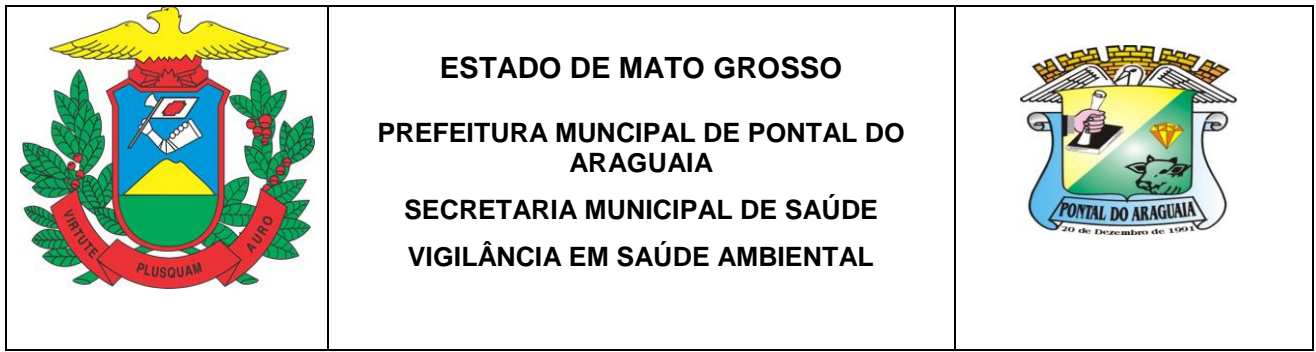 VIRTUTE PLUSQUAM AURO
ESTADO DE MATO GROSSO
PREFEITURA MUNCIPAL DE PONTAL DO
ARAGUAIA
SECRETARIA MUNICIPAL DE SAÚDE
VIGILÂNCIA EM SAÚDE AMBIENTAL
PONTAL DO ARAGUAIA
20 de Dezembro de 1991